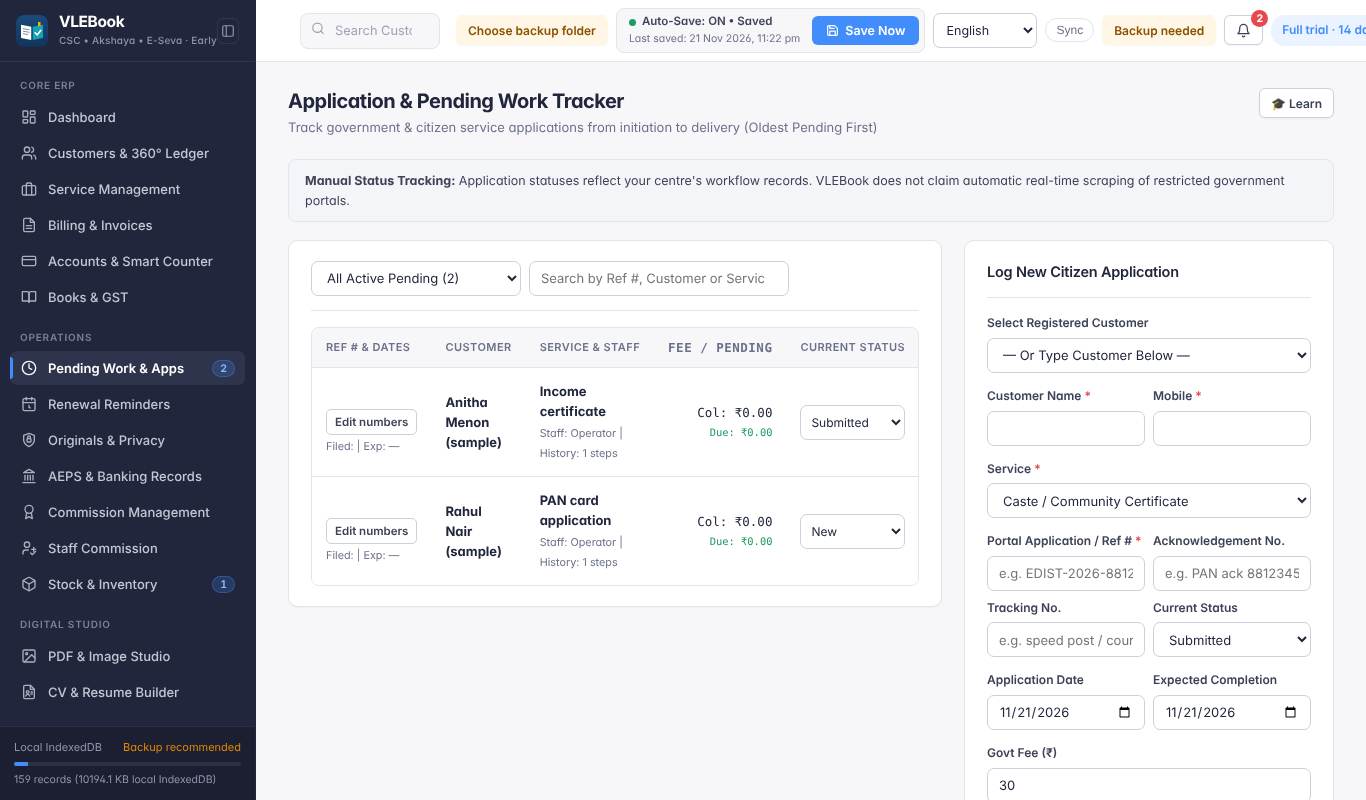 VLEBook
CSC • Akshaya • E-Seva • Early
CORE ERP
Dashboard
Customers & 360° Ledger
Service Management
Billing & Invoices
Accounts & Smart Counter
Books & GST
OPERATIONS
Pending Work & Apps 2
Renewal Reminders
Originals & Privacy
AEPS & Banking Records
Commission Management
Staff Commission
Stock & Inventory 1
DIGITAL STUDIO
PDF & Image Studio
CV & Resume Builder
Local IndexedDB Backup recommended
159 records (10194.1 KB local IndexedDB)
Search Custo
Choose backup folder
Auto-Save: ON • Saved
Last saved: 21 Nov 2026, 11:22 pm
Save Now
English
Sync
Backup needed
2
Full trial · 14 da
Application & Pending Work Tracker
Track government & citizen service applications from initiation to delivery (Oldest Pending First)
🎓 Learn
Manual Status Tracking: Application statuses reflect your centre's workflow records. VLEBook does not claim automatic real-time scraping of restricted government
portals.
All Active Pending (2)
Search by Ref #, Customer or Servic
REF # & DATES CUSTOMER SERVICE & STAFF FEE / PENDING CURRENT STATUS
Edit numbers
Filed: | Exp: —
Anitha
Menon
(sample)
Income
certificate
Staff: Operator |
History: 1 steps
Col: ₹0.00
Due: ₹0.00
Submitted
Edit numbers
Filed: | Exp: —
Rahul
Nair
(sample)
PAN card
application
Staff: Operator |
History: 1 steps
Col: ₹0.00
Due: ₹0.00
New
Log New Citizen Application
Select Registered Customer
— Or Type Customer Below —
Customer Name * Mobile *
Service *
Caste / Community Certificate
Portal Application / Ref # * Acknowledgement No.
e.g. EDIST-2026-8812 e.g. PAN ack 8812345
Tracking No. Current Status
e.g. speed post / cour Submitted
Application Date Expected Completion
11/21/2026 11/21/2026
Govt Fee (₹)
30